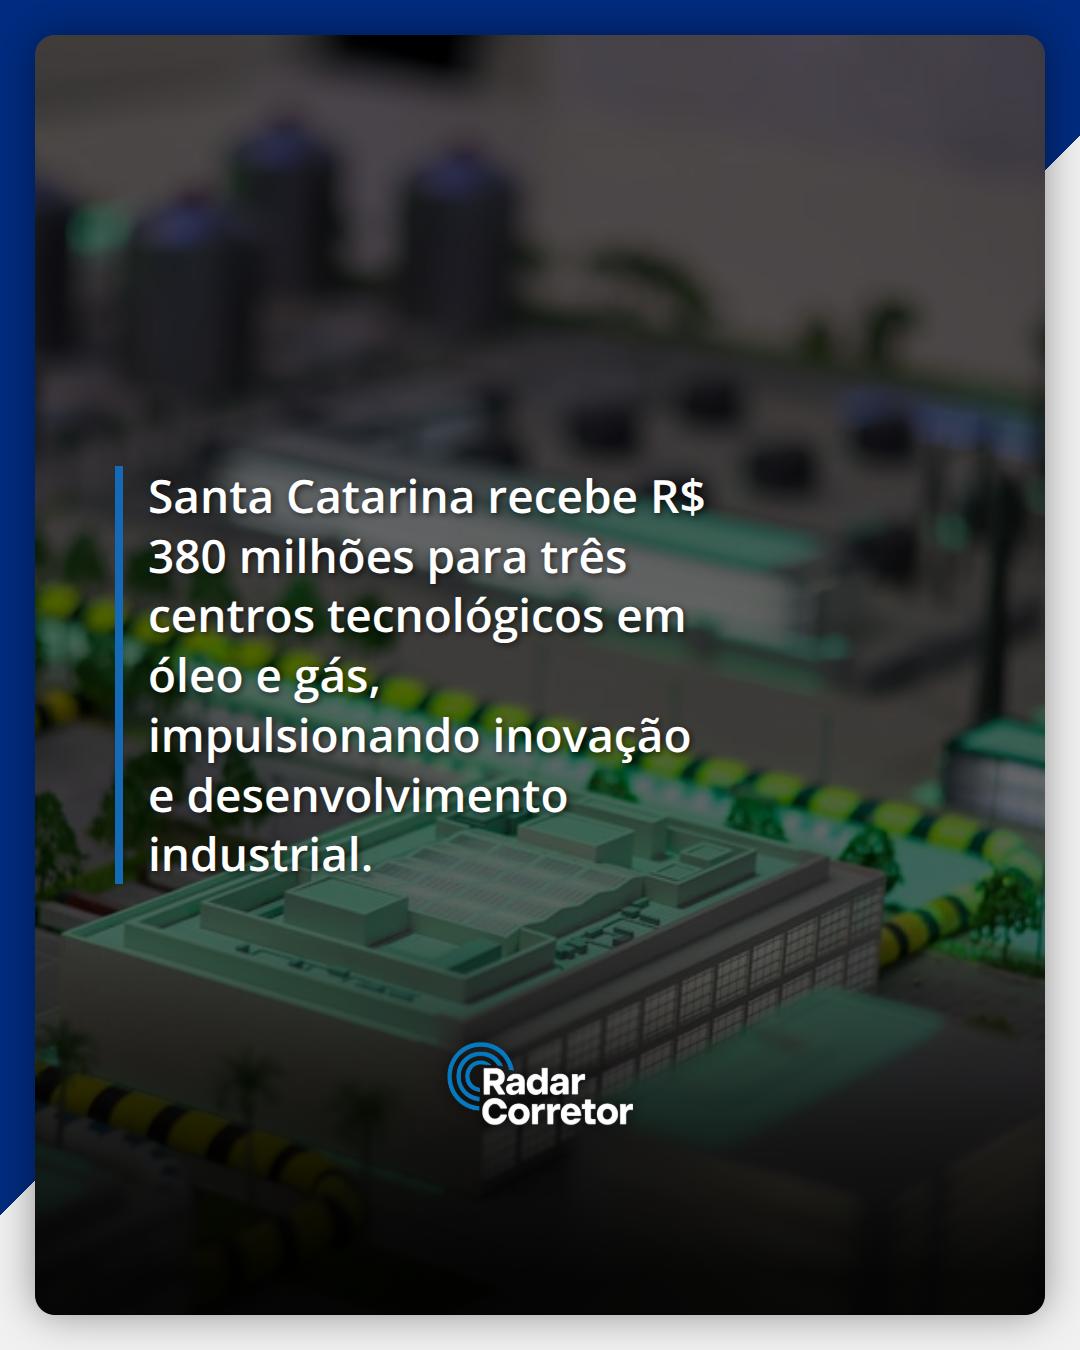 Santa Catarina recebe R$
380 milhões para três
centros tecnológicos em
óleo e gás,
impulsionando inovação
e desenvolvimento
industrial.
Radar
Corretor